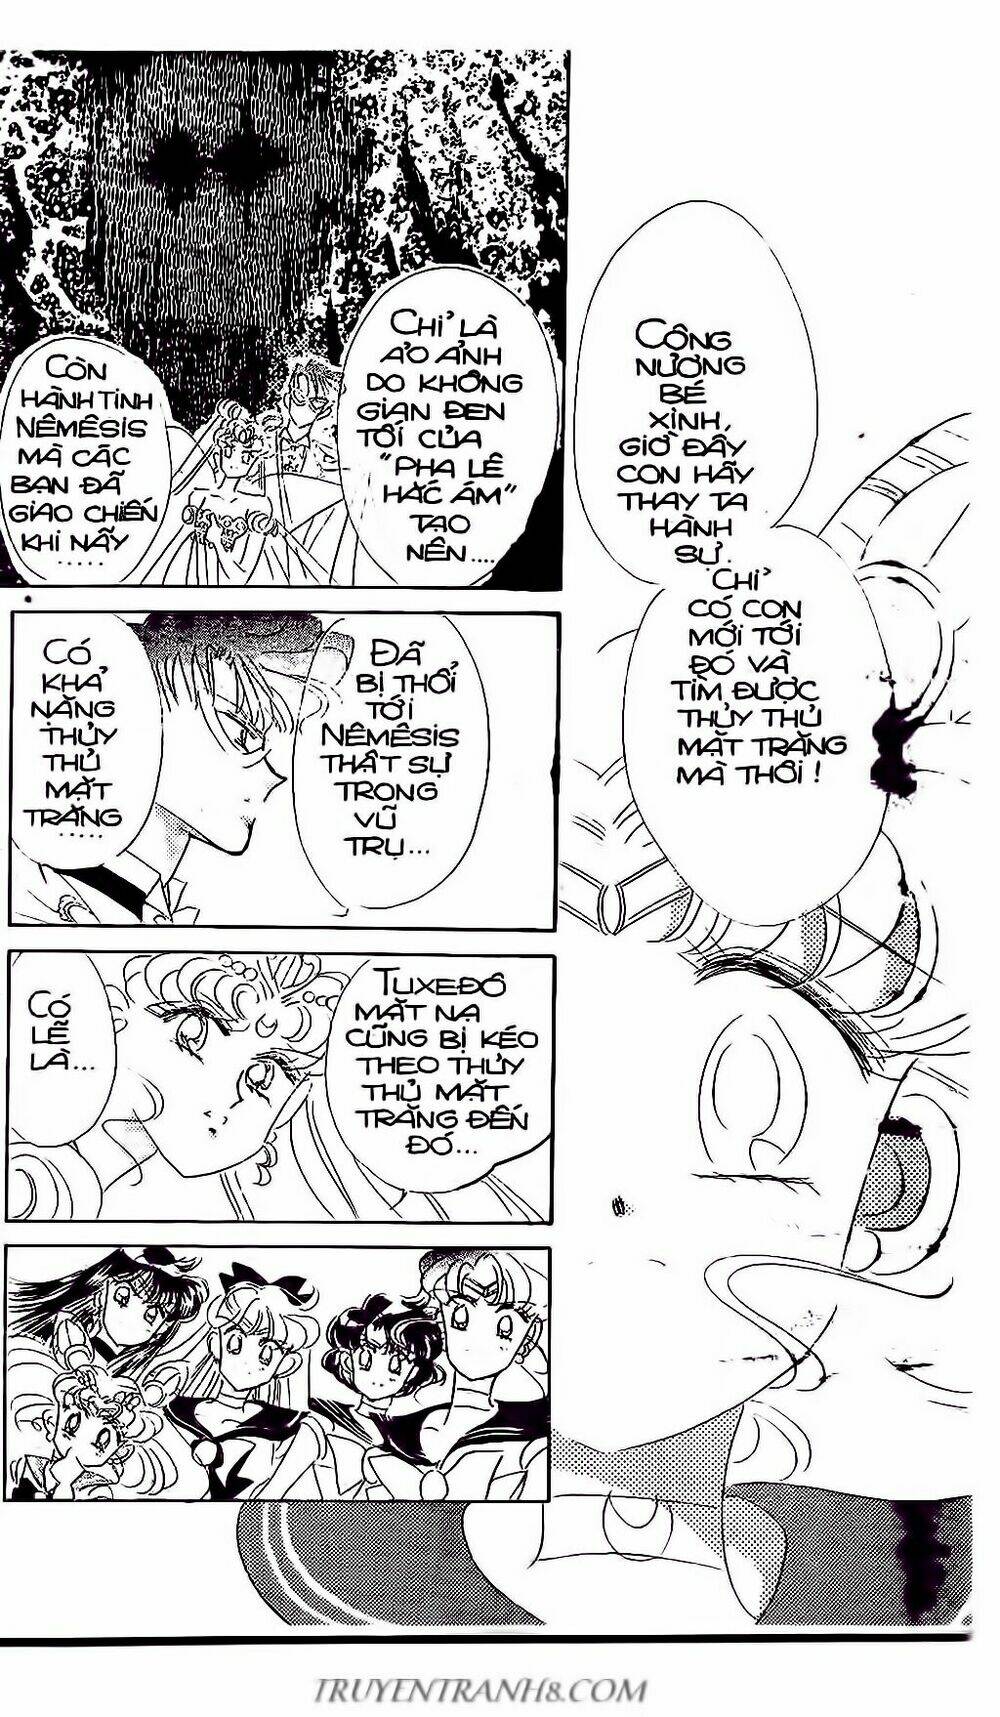 CÒN
HÀNH TINH
NÊMÊSIS
MÀ CÁC
BẠN ĐÃ
GIAO CHIẾN
KHI NÃY
.....
CHỈ LÀ
ẢO ẢNH
DO KHÔNG
GIAN ĐEN
TỐI CỦA
"PHA LÊ
HẮC ÁM"
TẠO
NÊN....
CÔNG
NƯƠNG
BÉ
XÌNH,
GIỜ ĐÂY
CON HÃY
THAY TA
HÀNH
SỰ.
CHỈ
CÓ CON
MỚI TỚI
ĐÓ VÀ
TÌM ĐƯỢC
THỦY THỦ
MẶT TRĂNG
MÀ THÔI !
CÓ
KHẢ
NĂNG
THỦY
THỦ
MẶT
TRĂNG
.....
ĐÃ
BỊ THỔI
TỚI
NÊMÊSIS
THẬT SỰ
TRONG
VŨ
TRỤ...
CÓ
LẼ
LÀ...
TUXEĐÔ
MẶT NẠ
CŨNG BỊ KÉO
THEO THỦY
THỦ MẶT
TRĂNG ĐẾN
ĐÓ...
TRUYENTRANH8.COM